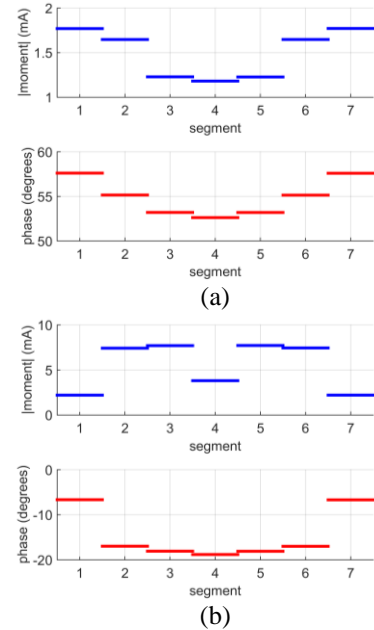 2
|moment| (mA)
1.5
1
1 2 3 4 5 6 7
segment
60
phase (degrees)
55
50
1 2 3 4 5 6 7
segment
(a)
10
|moment| (mA)
5
0
1 2 3 4 5 6 7
segment
0
phase (degrees)
-10
-20
1 2 3 4 5 6 7
segment
(b)